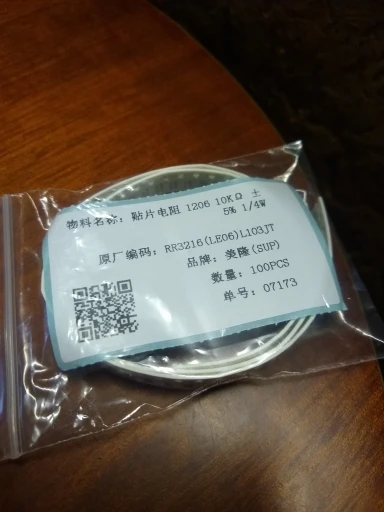 物料名称: 贴片电阻 1206 10KΩ ±
5% 1/4W
原厂编码: RR3216(LE06)L103JT
品牌: 美隆(SUP)
数量: 100PCS
单号: 07173